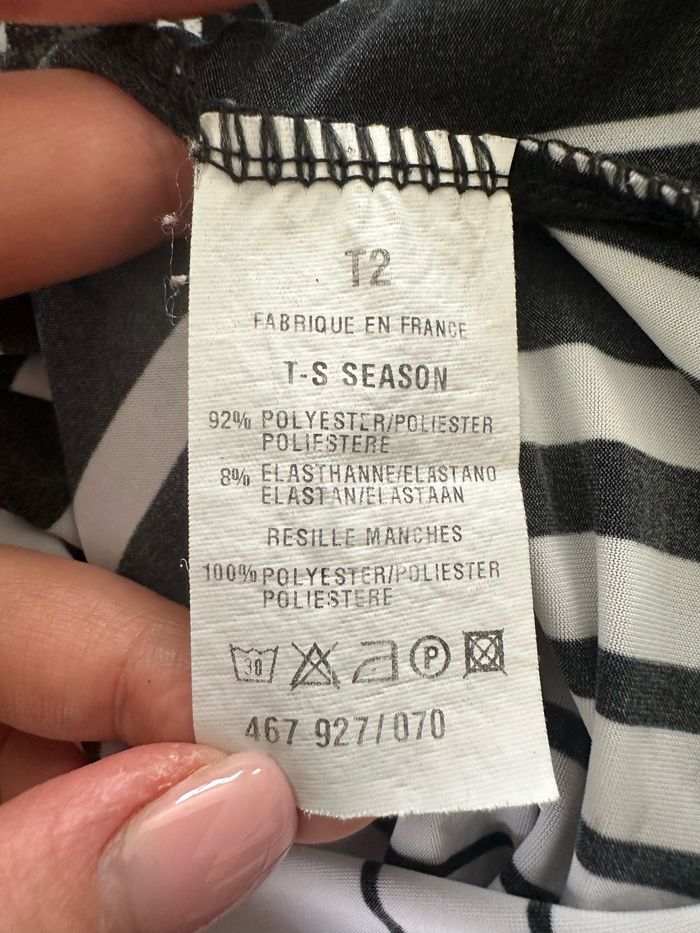 T2
FABRIQUE EN FRANCE
T-S SEASON
92% POLYESTER/POLIESTER
POLIESTERE
8% ELASTHANNE/ELASTANO
ELASTAN/ELASTAAN
RESILLE MANCHES
100% POLYESTER/POLIESTER
POLIESTERE
30 P
467 927/070